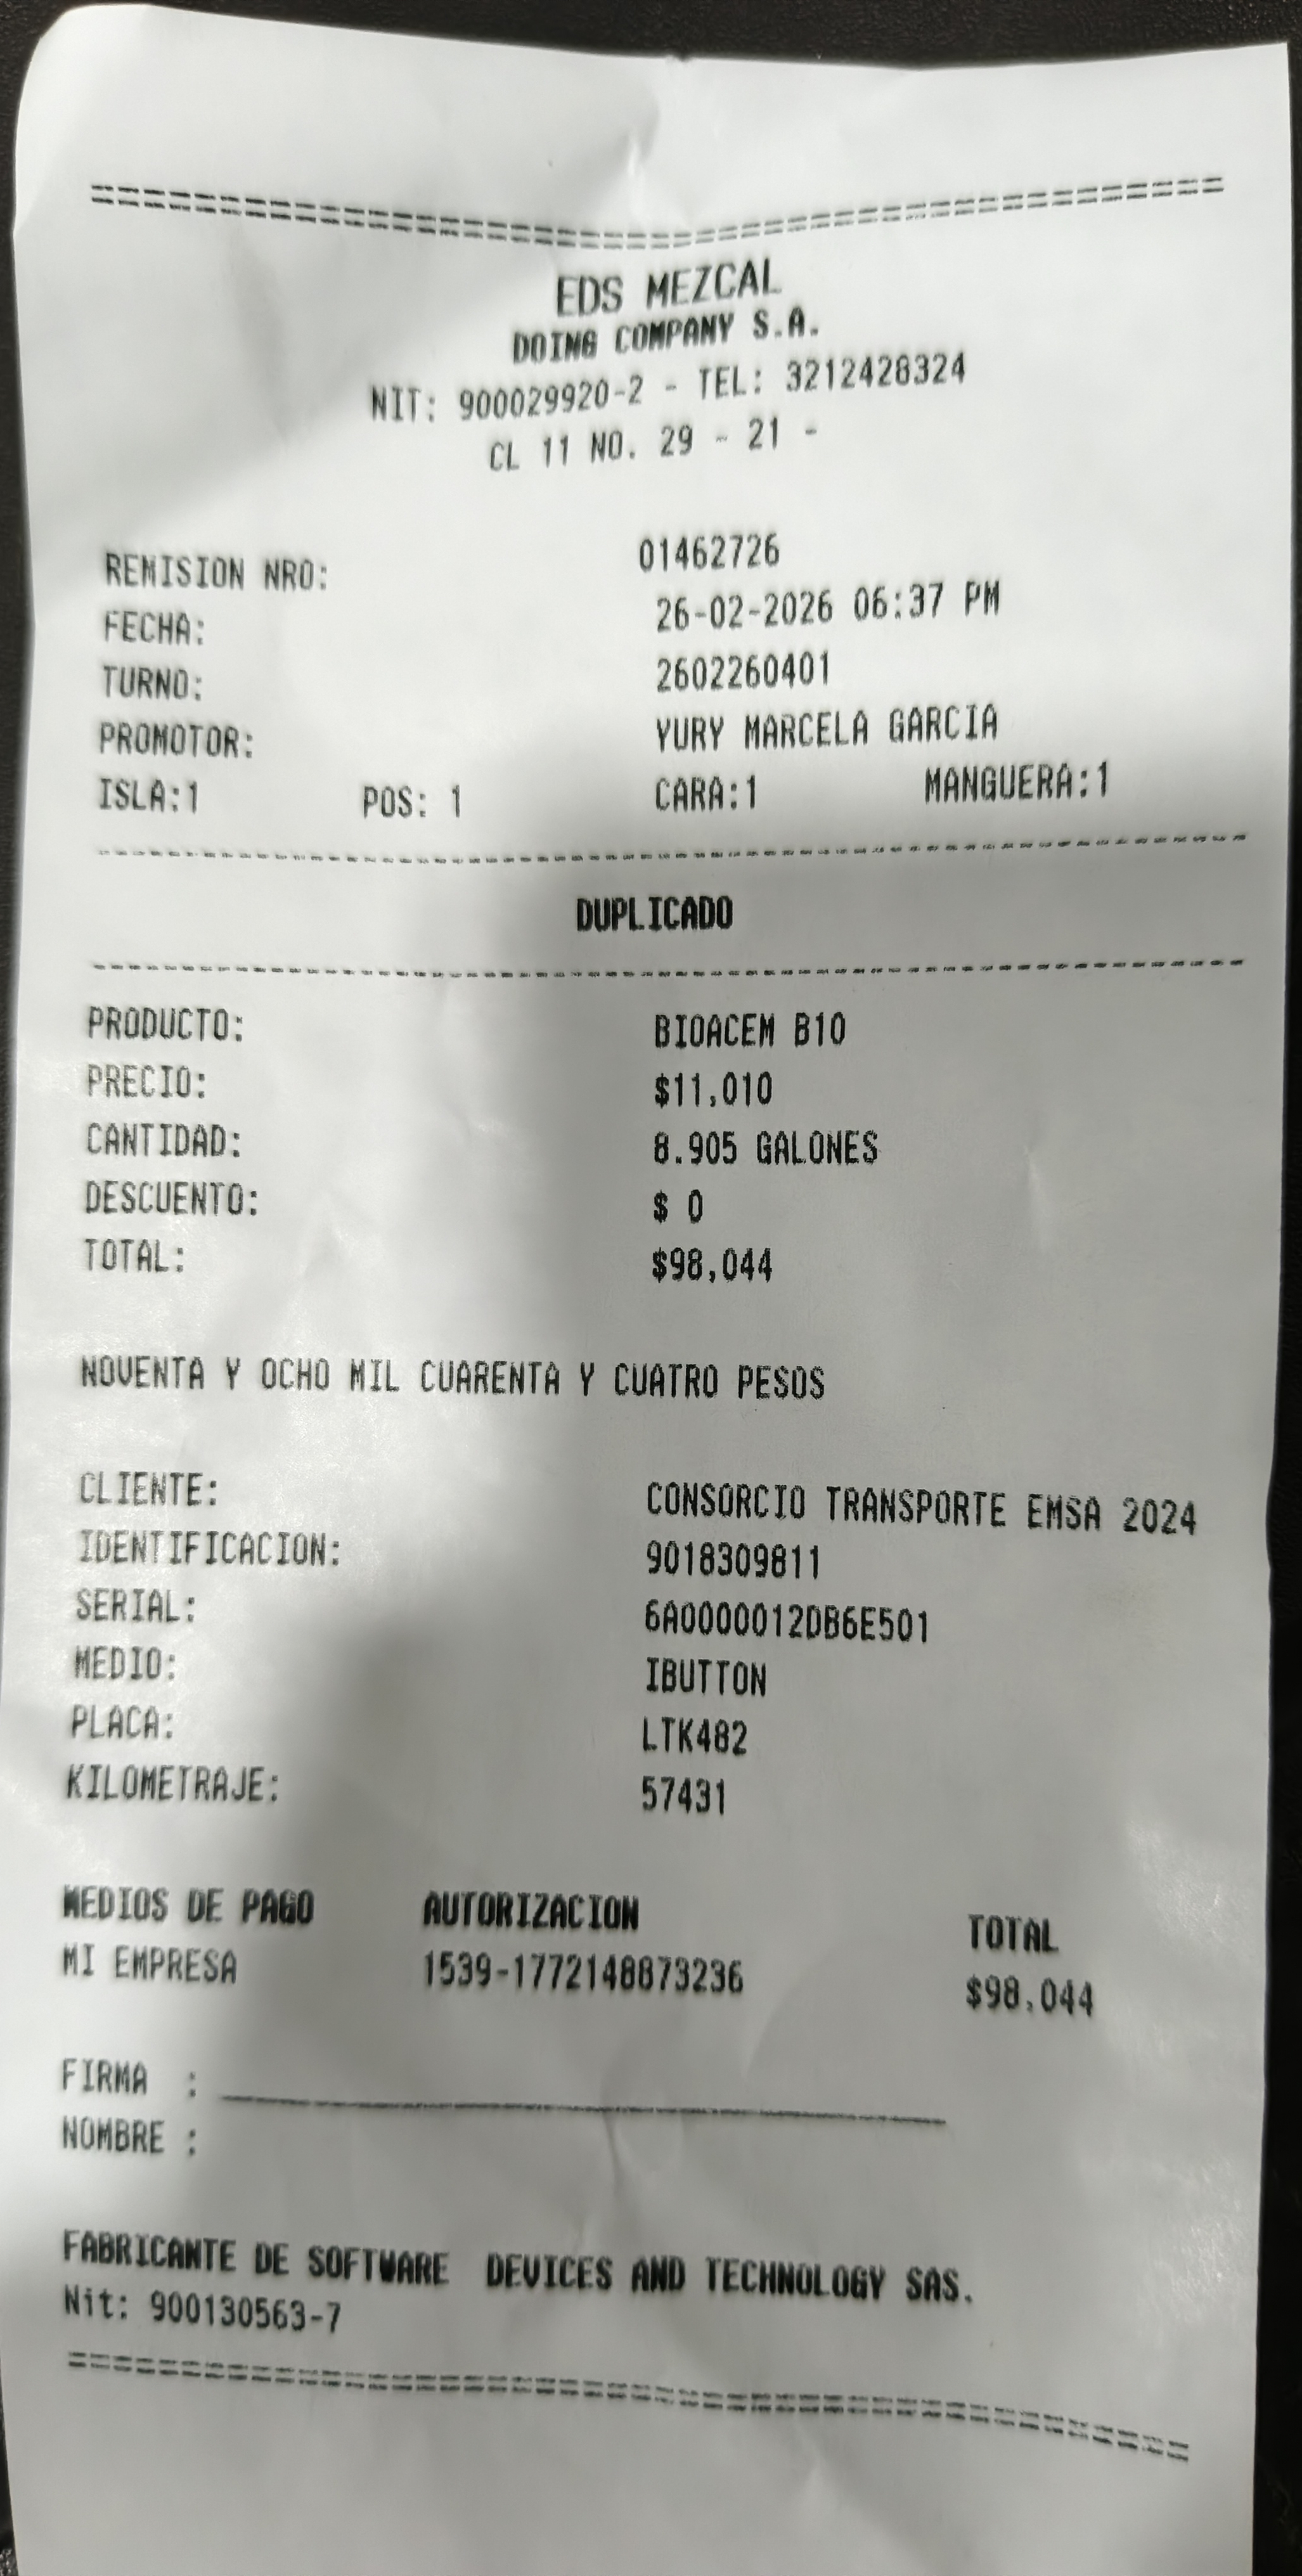 EDS MEZCAL
DOING COMPANY S.A.
NIT: 900029920-2 - TEL: 3212428324
CL 11 NO. 29 - 21 -
REMISION NRO: 01462726
FECHA: 26-02-2026 06:37 PM
TURNO: 2602260401
PROMOTOR: YURY MARCELA GARCIA
ISLA:1 POS: 1 CARA:1 MANGUERA:1
DUPLICADO
PRODUCTO: BIOACEM B10
PRECIO: $11,010
CANTIDAD: 8.905 GALONES
DESCUENTO: $ 0
TOTAL: $98,044
NOVENTA Y OCHO MIL CUARENTA Y CUATRO PESOS
CLIENTE: CONSORCIO TRANSPORTE EMSA 2024
IDENTIFICACION: 9018309811
SERIAL: 6A0000012DB6E501
MEDIO: IBUTTON
PLACA: LTK482
KILOMETRAJE: 57431
MEDIOS DE PAGO AUTORIZACION TOTAL
MI EMPRESA 1539-1772148873236 $98,044
FIRMA :
NOMBRE :
FABRICANTE DE SOFTWARE DEVICES AND TECHNOLOGY SAS.
Nit: 900130563-7